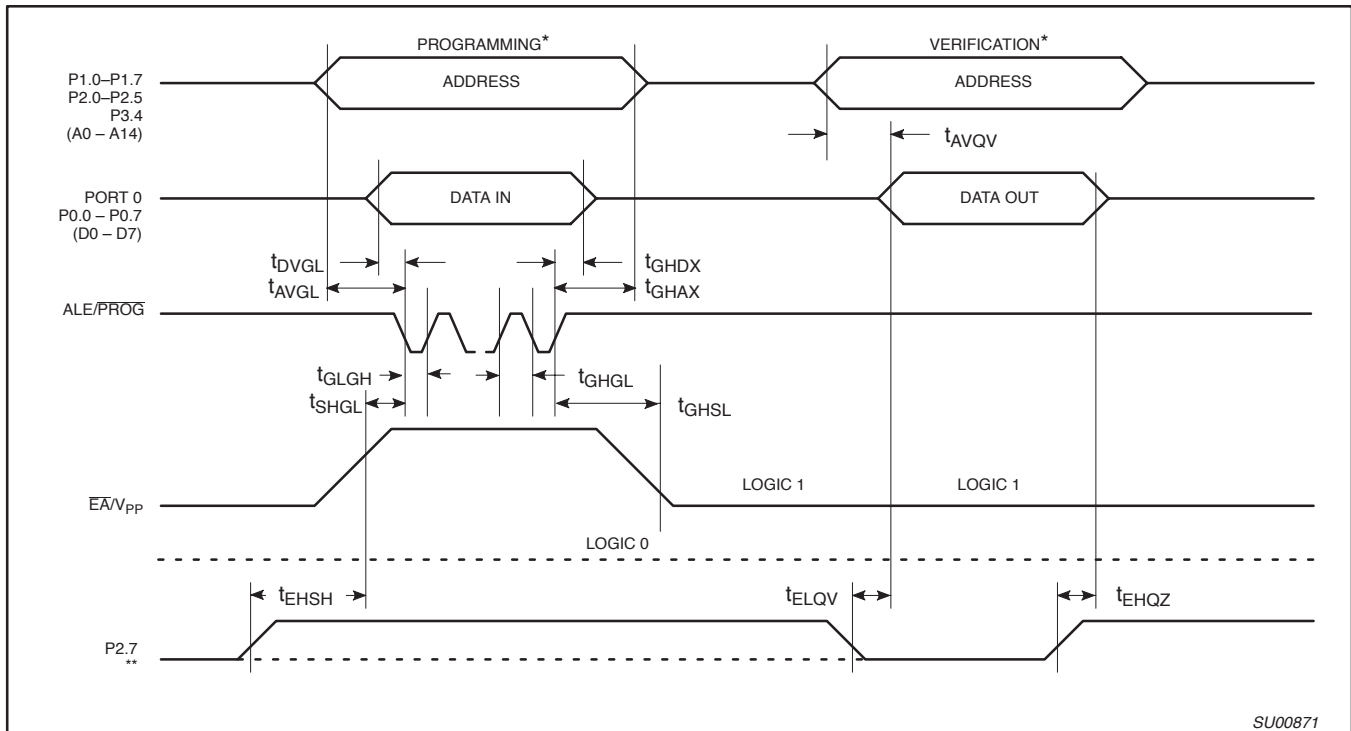 PROGRAMMING*
VERIFICATION*
P1.0–P1.7
P2.0–P2.5
P3.4
(A0 – A14)
ADDRESS
ADDRESS
tAVQV
PORT 0
P0.0 – P0.7
(D0 – D7)
DATA IN
DATA OUT
tDVGL
tGHDX
tAVGL
tGHAX
ALE/PROG
tGLGH
tGHGL
tSHGL
tGHSL
LOGIC 1
LOGIC 1
EA/VPP
LOGIC 0
tEHSH
tELQV
tEHQZ
P2.7
**
SU00871